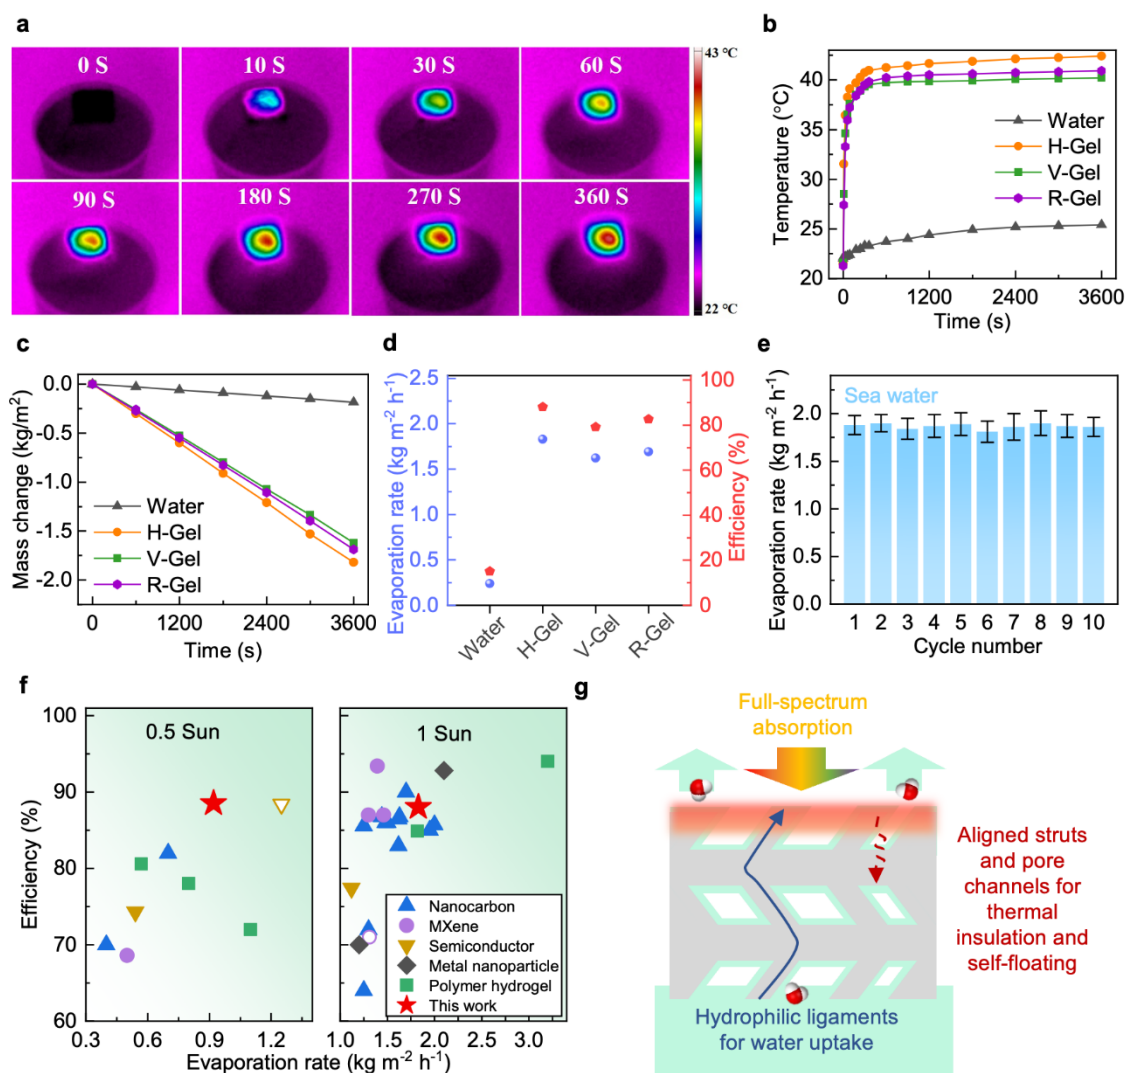 a
0 S
10 S
30 S
60 S
90 S
180 S
270 S
360 S
43 °C
22 °C
b
Temperature (°C)
40
35
30
25
20
Water
H-Gel
V-Gel
R-Gel
0
1200
2400
3600
Time (s)
c
Mass change (kg/m²)
0.0
-0.5
-1.0
-1.5
-2.0
Water
H-Gel
V-Gel
R-Gel
0
1200
2400
3600
Time (s)
d
Evaporation rate (kg m⁻² h⁻¹)
2.5
2.0
1.5
1.0
0.5
0.0
Efficiency (%)
100
80
60
40
20
0
Water
H-Gel
V-Gel
R-Gel
e
Evaporation rate (kg m⁻² h⁻¹)
2.0
1.5
1.0
0.5
0.0
Sea water
1 2 3 4 5 6 7 8 9 10
Cycle number
f
Efficiency (%)
100
90
80
70
60
0.5 Sun
1 Sun
Nanocarbon
MXene
Semiconductor
Metal nanoparticle
Polymer hydrogel
This work
0.3 0.6 0.9 1.2
1.0 1.5 2.0 2.5 3.0
Evaporation rate (kg m⁻² h⁻¹)
g
Full-spectrum
absorption
Aligned struts
and pore
channels for
thermal
insulation and
self-floating
Hydrophilic ligaments
for water uptake